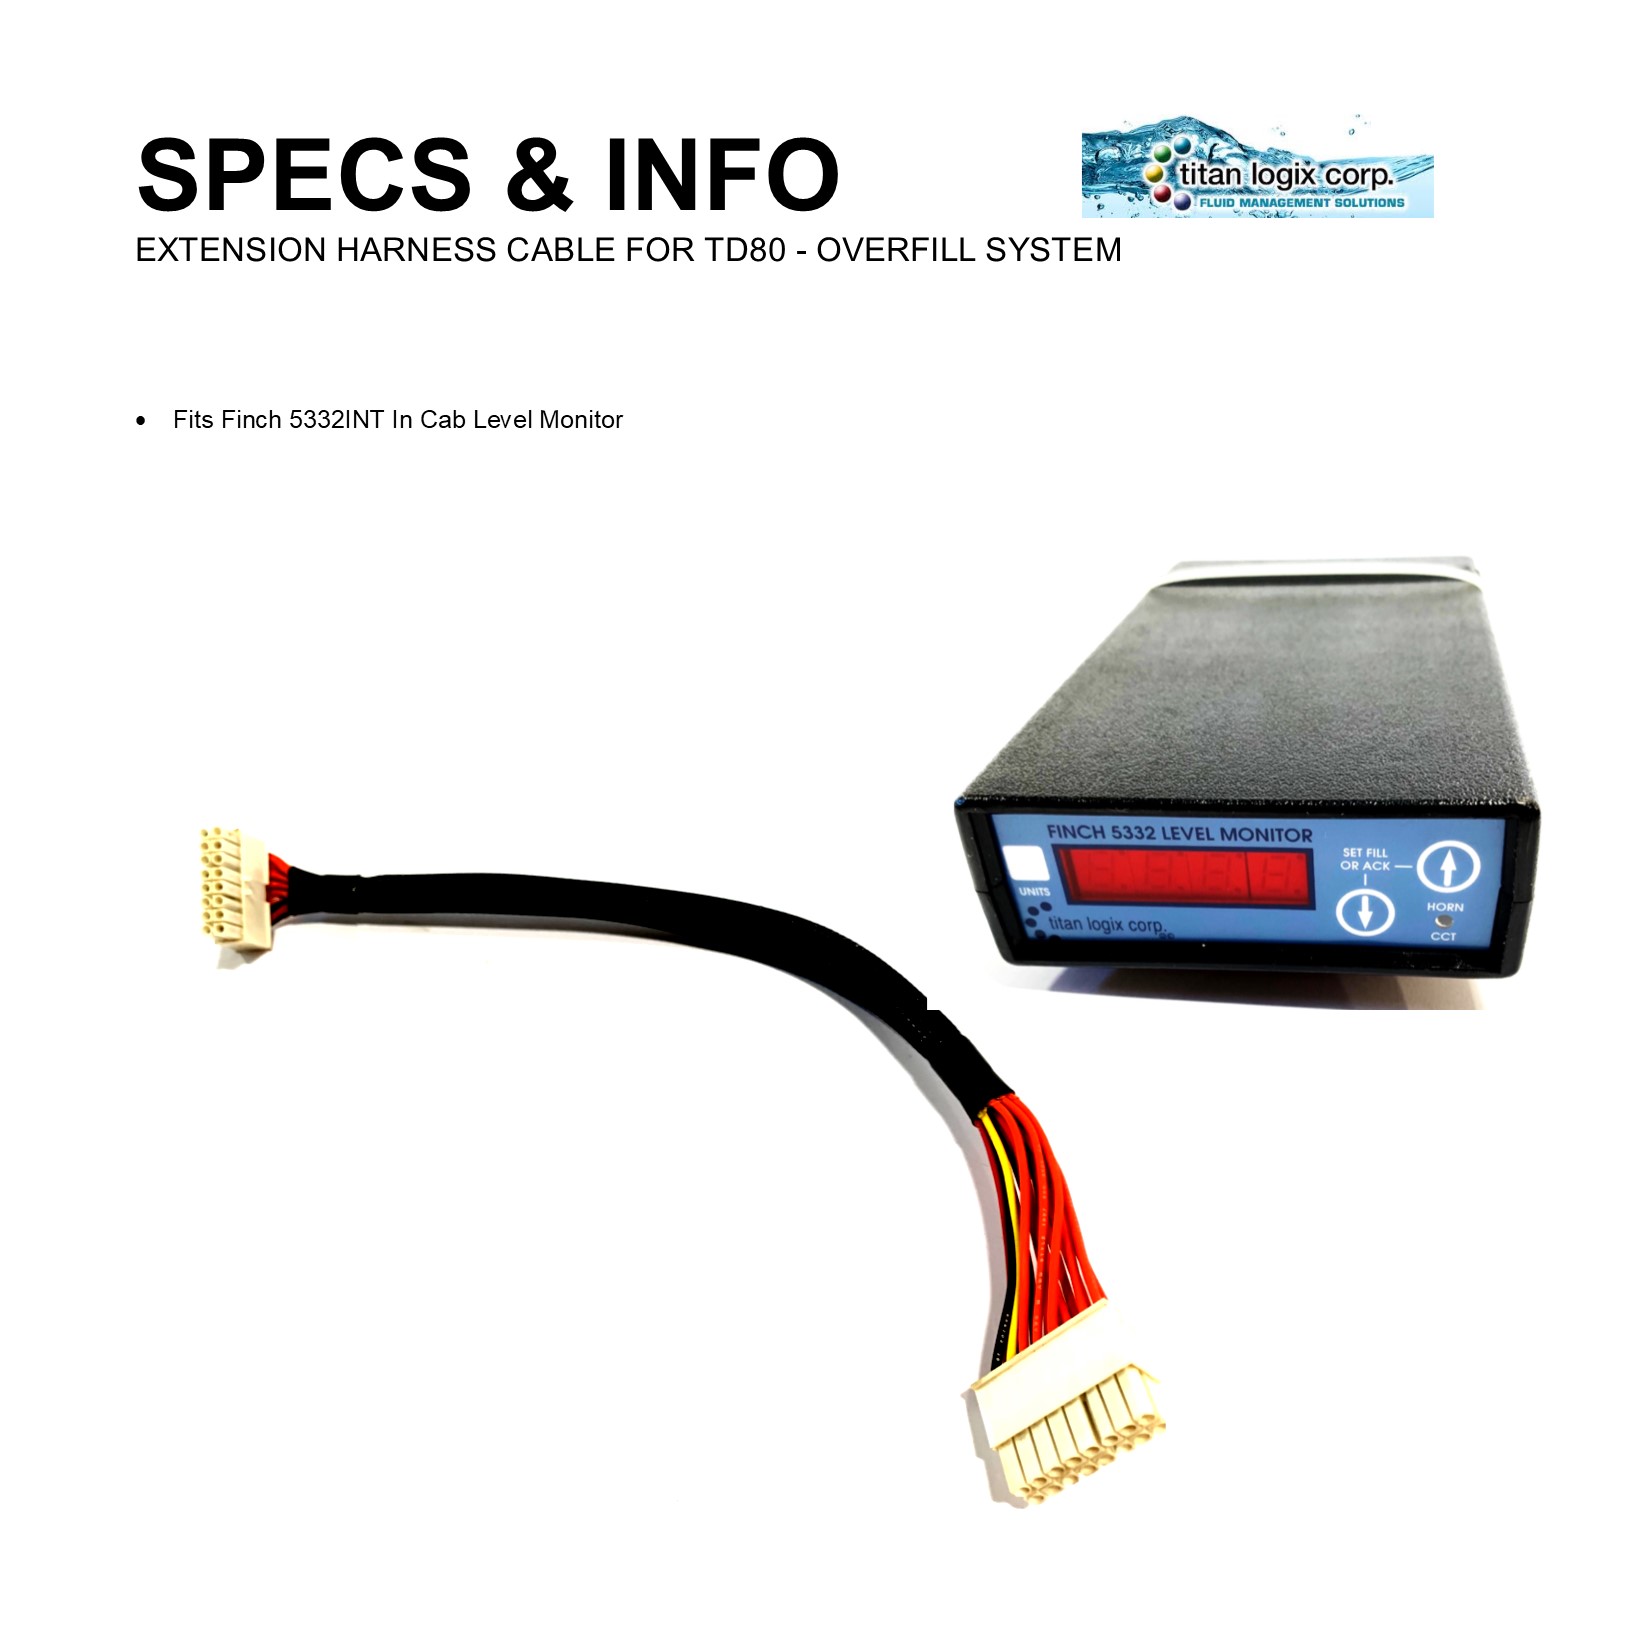 SPECS & INFO
titan logix corp.
FLUID MANAGEMENT SOLUTIONS
EXTENSION HARNESS CABLE FOR TD80 - OVERFILL SYSTEM
• Fits Finch 5332INT In Cab Level Monitor
FINCH 5332 LEVEL MONITOR
SET FILL
OR ACK
UNITS
HORN
titan logix corp.
CCT